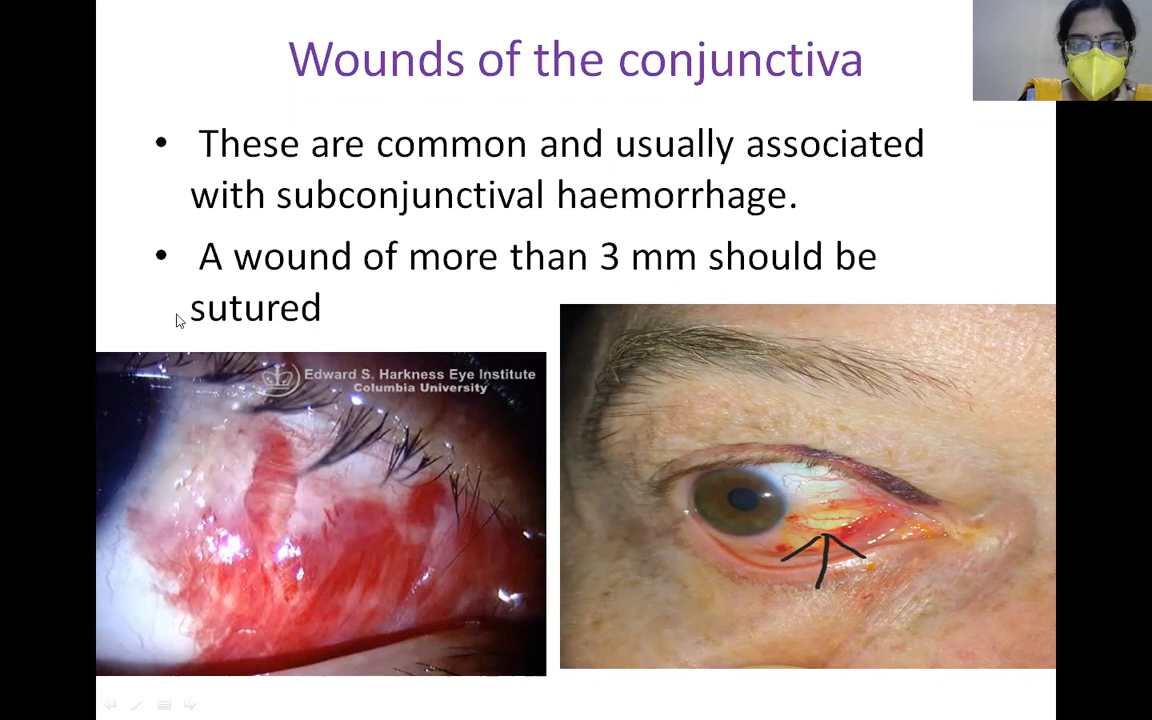 Wounds of the conjunctiva
• These are common and usually associated
with subconjunctival haemorrhage.
• A wound of more than 3 mm should be
sutured
Edward S. Harkness Eye Institute
Columbia University